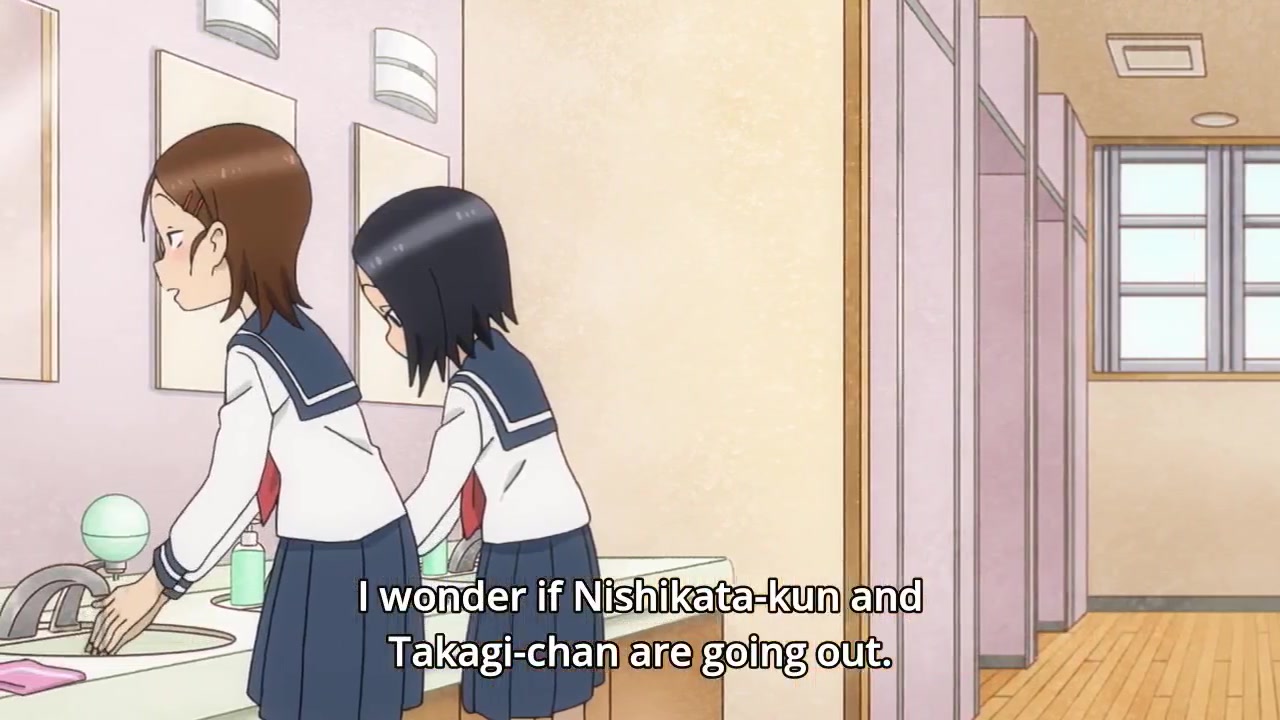 I wonder if Nishikata-kun and
Takagi-chan are going out.